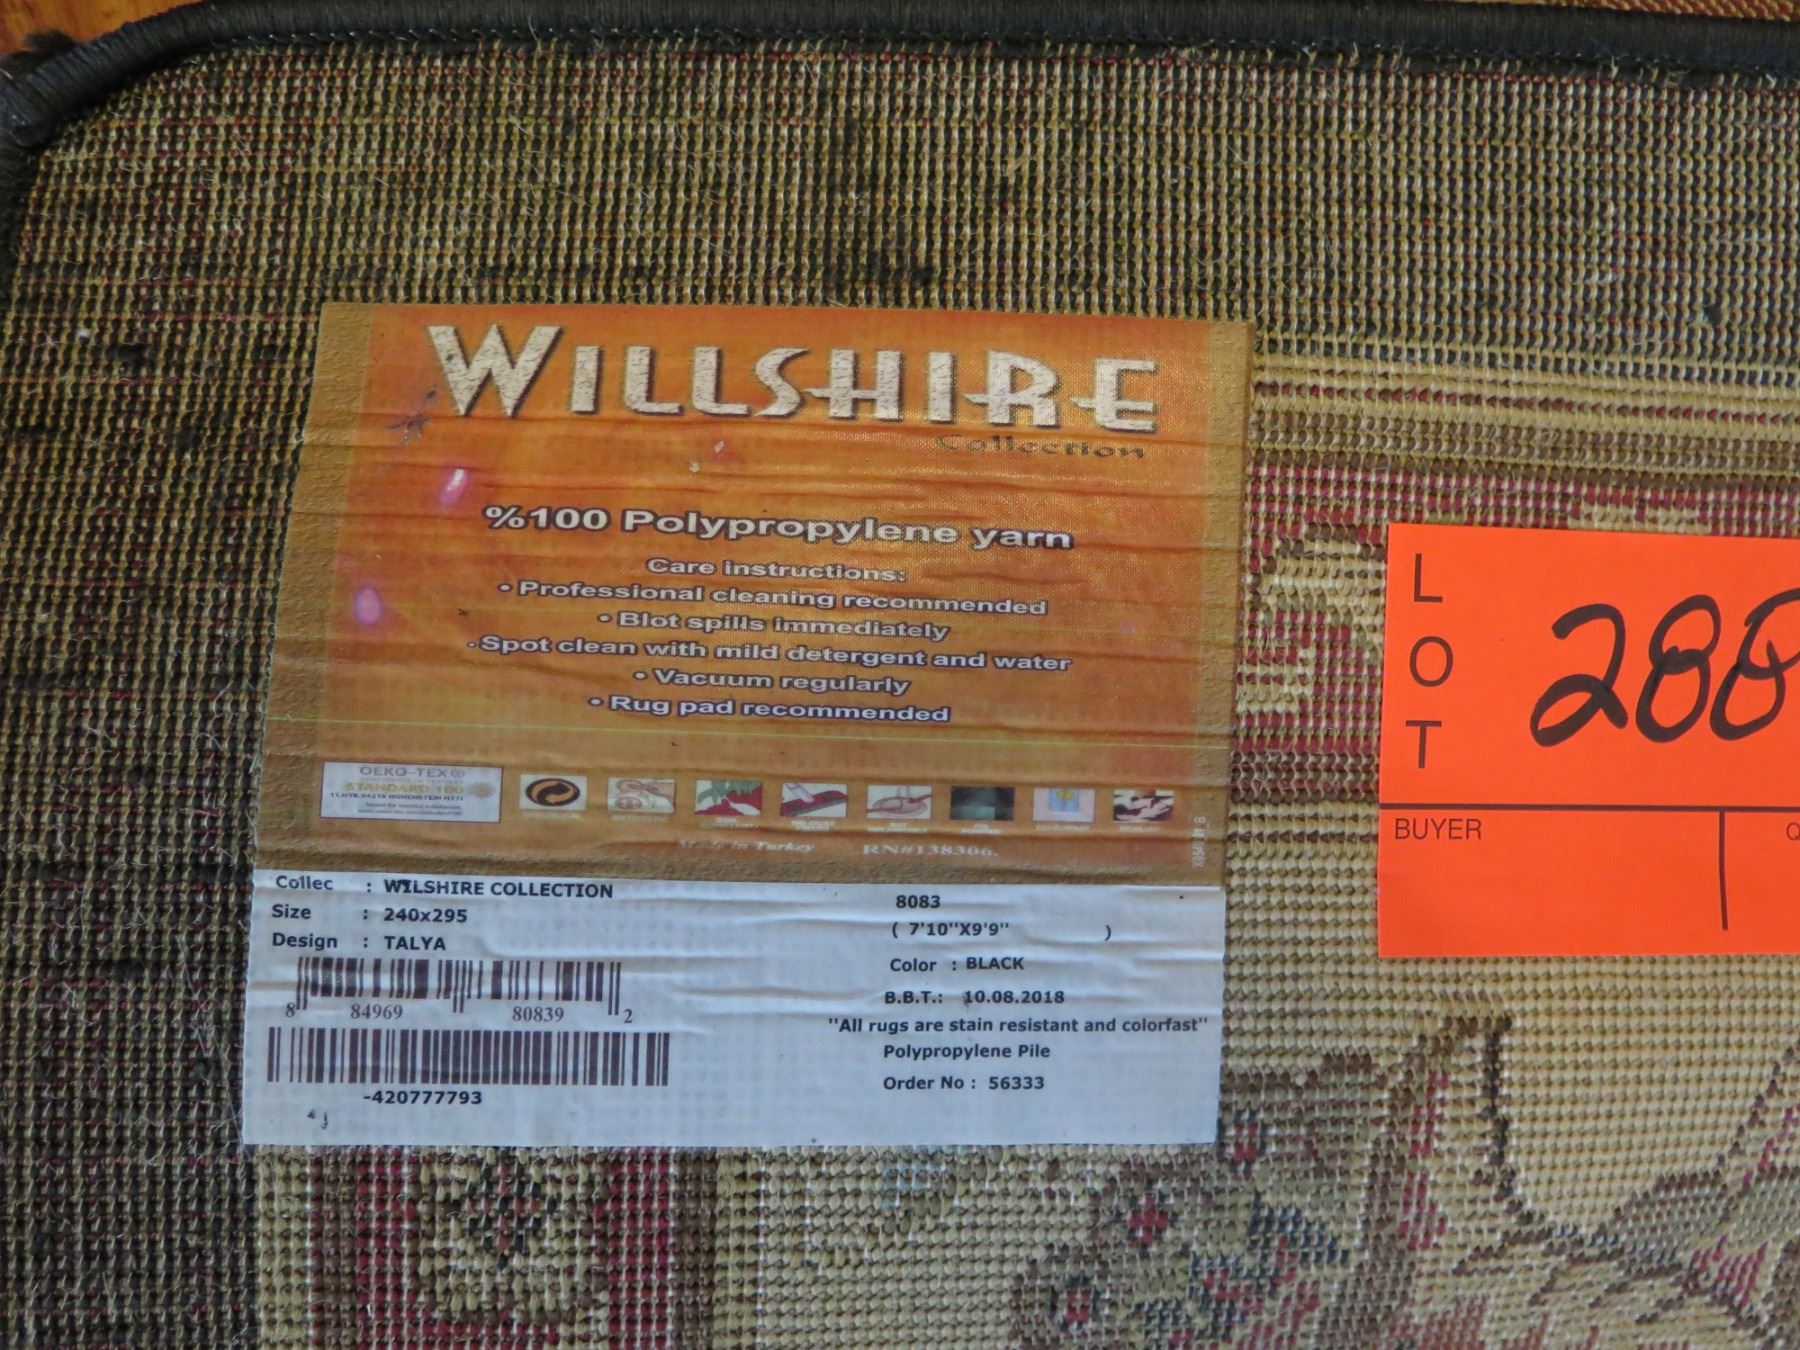 WILLSHIRE
Collection
%100 Polypropylene yarn
Care instructions:
• Professional cleaning recommended
• Blot spills immediately
• Spot clean with mild detergent and water
• Vacuum regularly
• Rug pad recommended
OEKO-TEX®
STANDARD 100
Made in Turkey RN#138306.
Collec : WILSHIRE COLLECTION 8083
Size : 240x295 ( 7'10"X9'9" )
Design : TALYA Color : BLACK
B.B.T.: 10.08.2018
"All rugs are stain resistant and colorfast"
Polypropylene Pile
Order No : 56333
8 84969 80839 2
-420777793
LOT 288
BUYER Q